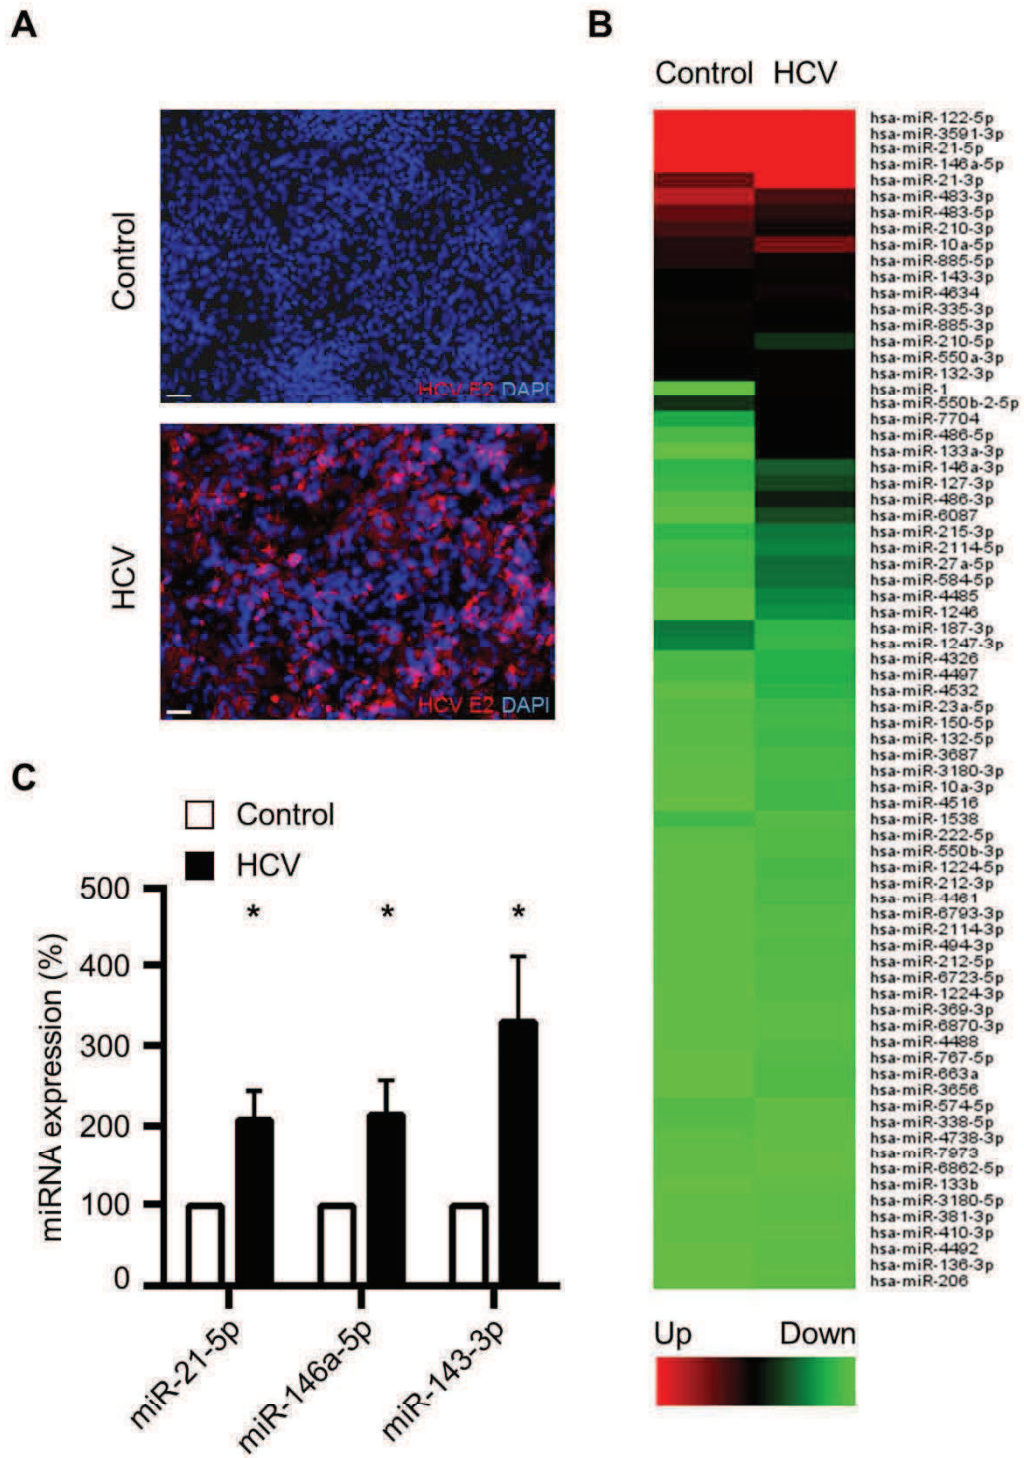 A
Control
HCV E2 DAPI
HCV
HCV E2 DAPI
B
Control HCV
hsa-miR-122-5p
hsa-miR-3591-3p
hsa-miR-21-5p
hsa-miR-146a-5p
hsa-miR-21-3p
hsa-miR-483-3p
hsa-miR-483-5p
hsa-miR-210-3p
hsa-miR-10a-5p
hsa-miR-885-5p
hsa-miR-143-3p
hsa-miR-4634
hsa-miR-335-3p
hsa-miR-885-3p
hsa-miR-210-5p
hsa-miR-550a-3p
hsa-miR-132-3p
hsa-miR-1
hsa-miR-550b-2-5p
hsa-miR-7704
hsa-miR-486-5p
hsa-miR-133a-3p
hsa-miR-146a-3p
hsa-miR-127-3p
hsa-miR-486-3p
hsa-miR-6087
hsa-miR-215-3p
hsa-miR-2114-5p
hsa-miR-27a-5p
hsa-miR-584-5p
hsa-miR-4485
hsa-miR-1246
hsa-miR-187-3p
hsa-miR-1247-3p
hsa-miR-4326
hsa-miR-4497
hsa-miR-4532
hsa-miR-23a-5p
hsa-miR-150-5p
hsa-miR-132-5p
hsa-miR-3687
hsa-miR-3180-3p
hsa-miR-10a-3p
hsa-miR-4516
hsa-miR-1538
hsa-miR-222-5p
hsa-miR-550b-3p
hsa-miR-1224-5p
hsa-miR-212-3p
hsa-miR-4461
hsa-miR-6793-3p
hsa-miR-2114-3p
hsa-miR-494-3p
hsa-miR-212-5p
hsa-miR-6723-5p
hsa-miR-1224-3p
hsa-miR-369-3p
hsa-miR-6870-3p
hsa-miR-4488
hsa-miR-767-5p
hsa-miR-663a
hsa-miR-3656
hsa-miR-574-5p
hsa-miR-338-5p
hsa-miR-4738-3p
hsa-miR-7973
hsa-miR-6862-5p
hsa-miR-133b
hsa-miR-3180-5p
hsa-miR-381-3p
hsa-miR-410-3p
hsa-miR-4492
hsa-miR-136-3p
hsa-miR-206
Up Down
C
Control
HCV
miRNA expression (%)
500
400
300
200
100
0
* * *
miR-21-5p
miR-146a-5p
miR-143-3p